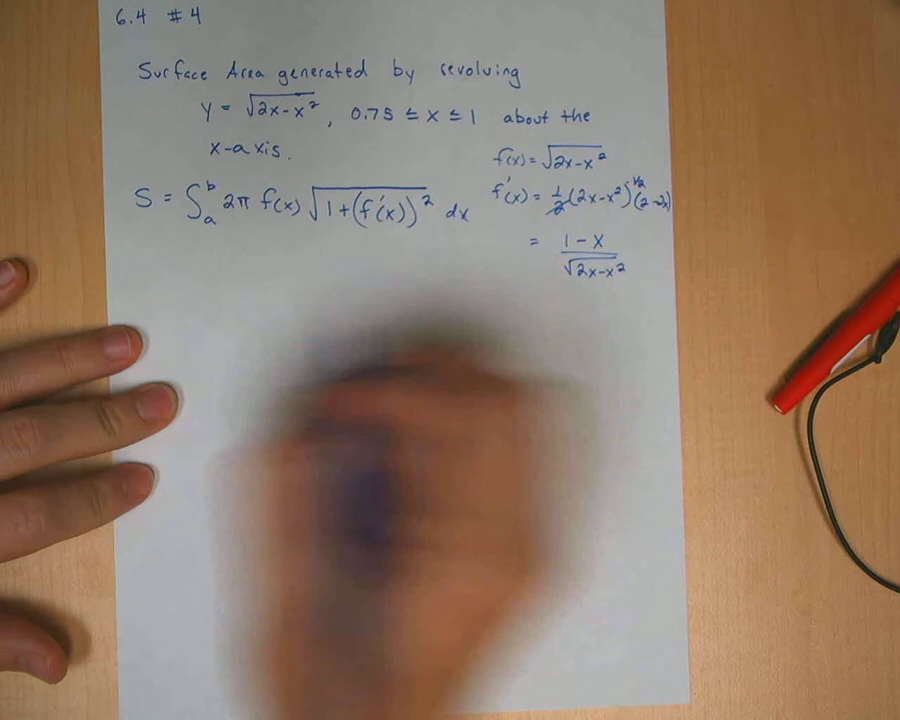 6.4 #4
Surface Area generated by revolving
y = √(2x-x²), 0.75 ≤ x ≤ 1 about the
x-axis.
f(x) = √(2x-x²)
S = ∫ₐᵇ 2π f(x) √(1+(f'(x))²) dx
f'(x) = 1/2(2x-x²)^(-1/2)(2-2x)
= (1-x)/√(2x-x²)